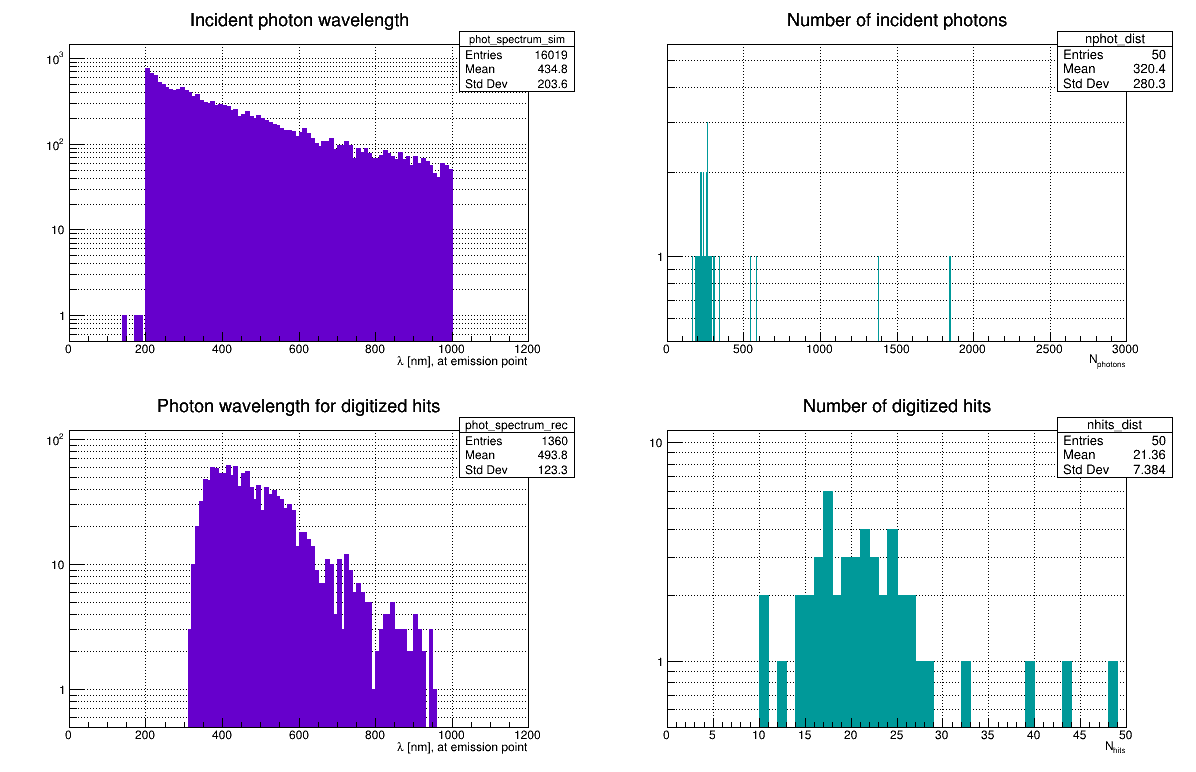 Incident photon wavelength
phot_spectrum_sim
Entries 16019
Mean 434.8
Std Dev 203.6
10³
10²
10
1
0 200 400 600 800 1000 1200
λ [nm], at emission point
Number of incident photons
nphot_dist
Entries 50
Mean 320.4
Std Dev 280.3
1
0 500 1000 1500 2000 2500 3000
N_photons
Photon wavelength for digitized hits
phot_spectrum_rec
Entries 1360
Mean 493.8
Std Dev 123.3
10²
10
1
0 200 400 600 800 1000 1200
λ [nm], at emission point
Number of digitized hits
nhits_dist
Entries 50
Mean 21.36
Std Dev 7.384
10
1
0 5 10 15 20 25 30 35 40 45 50
N_hits